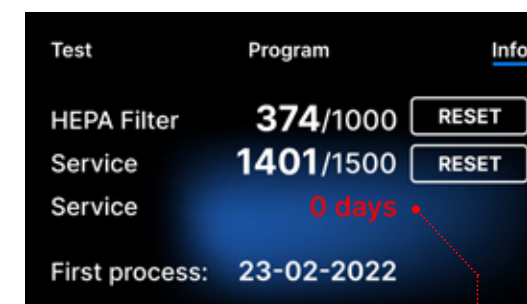 Test Program Info
HEPA Filter 374/1000 RESET
Service 1401/1500 RESET
Service 0 days
First process: 23-02-2022